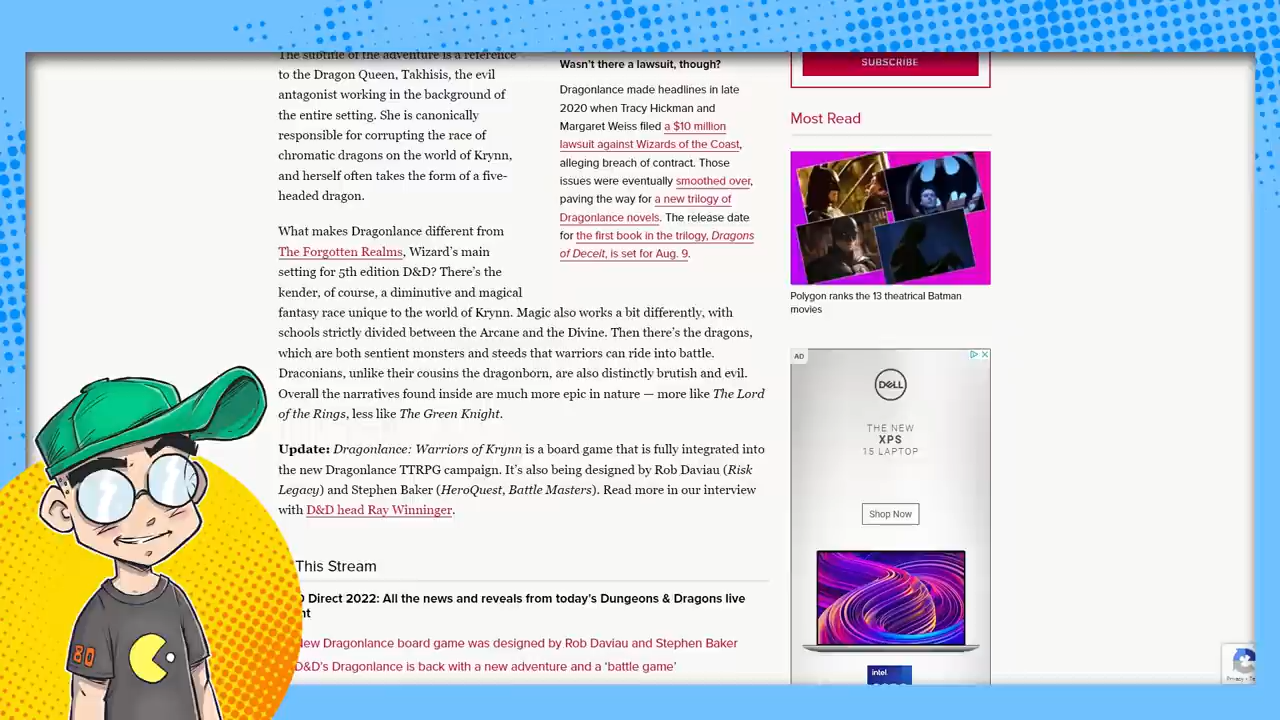 The subtitle of the adventure is a reference
to the Dragon Queen, Takhisis, the evil
antagonist working in the background of
the entire setting. She is canonically
responsible for corrupting the race of
chromatic dragons on the world of Krynn,
and herself often takes the form of a five-
headed dragon.
What makes Dragonlance different from
The Forgotten Realms, Wizard's main
setting for 5th edition D&D? There's the
kender, of course, a diminutive and magical
fantasy race unique to the world of Krynn. Magic also works a bit differently, with
schools strictly divided between the Arcane and the Divine. Then there's the dragons,
which are both sentient monsters and steeds that warriors can ride into battle.
Draconians, unlike their cousins the dragonborn, are also distinctly brutish and evil.
Overall the narratives found inside are much more epic in nature — more like The Lord
of the Rings, less like The Green Knight.
Update: Dragonlance: Warriors of Krynn is a board game that is fully integrated into
the new Dragonlance TTRPG campaign. It's also being designed by Rob Daviau (Risk
Legacy) and Stephen Baker (HeroQuest, Battle Masters). Read more in our interview
with D&D head Ray Winninger.
This Stream
Direct 2022: All the news and reveals from today's Dungeons & Dragons live
nt
New Dragonlance board game was designed by Rob Daviau and Stephen Baker
D&D's Dragonlance is back with a new adventure and a 'battle game'
Wasn't there a lawsuit, though?
Dragonlance made headlines in late
2020 when Tracy Hickman and
Margaret Weiss filed a $10 million
lawsuit against Wizards of the Coast,
alleging breach of contract. Those
issues were eventually smoothed over,
paving the way for a new trilogy of
Dragonlance novels. The release date
for the first book in the trilogy, Dragons
of Deceit, is set for Aug. 9.
SUBSCRIBE
Most Read
Polygon ranks the 13 theatrical Batman
movies
AD
DELL
THE NEW
XPS
15 LAPTOP
Shop Now
intel
80